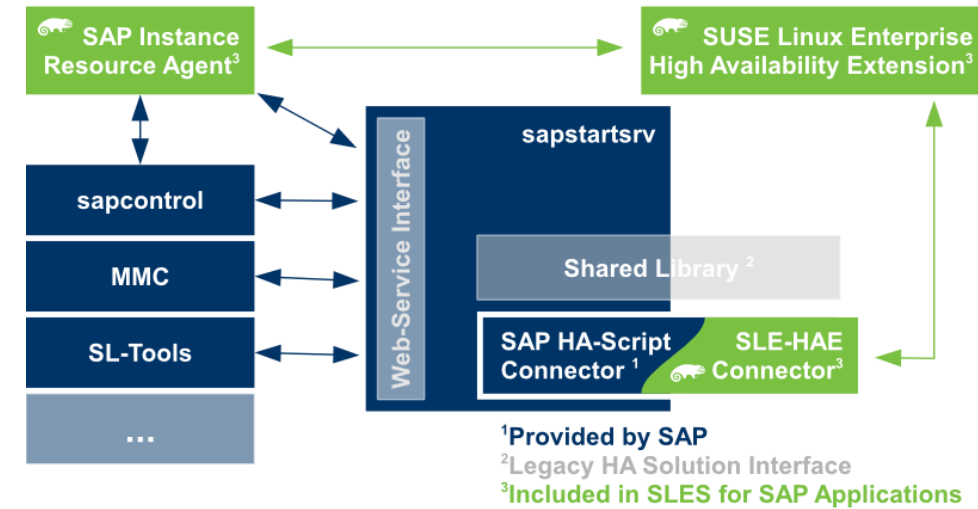 SAP Instance
Resource Agent³
SUSE Linux Enterprise
High Availability Extension³
sapstartsrv
Web-Service Interface
sapcontrol
MMC
SL-Tools
...
Shared Library ²
SAP HA-Script
Connector ¹
SLE-HAE
Connector³
¹Provided by SAP
²Legacy HA Solution Interface
³Included in SLES for SAP Applications